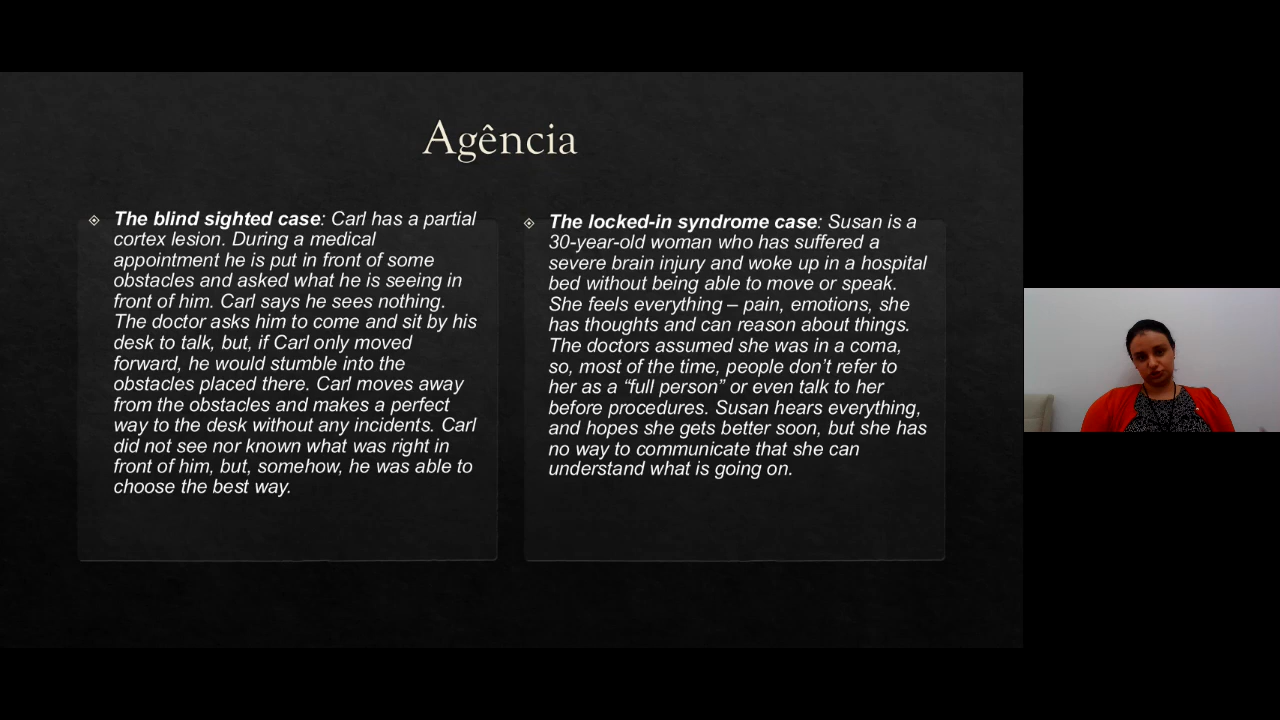 Agência
The blind sighted case: Carl has a partial
cortex lesion. During a medical
appointment he is put in front of some
obstacles and asked what he is seeing in
front of him. Carl says he sees nothing.
The doctor asks him to come and sit by his
desk to talk, but, if Carl only moved
forward, he would stumble into the
obstacles placed there. Carl moves away
from the obstacles and makes a perfect
way to the desk without any incidents. Carl
did not see nor known what was right in
front of him, but, somehow, he was able to
choose the best way.
The locked-in syndrome case: Susan is a
30-year-old woman who has suffered a
severe brain injury and woke up in a hospital
bed without being able to move or speak.
She feels everything – pain, emotions, she
has thoughts and can reason about things.
The doctors assumed she was in a coma,
so, most of the time, people don’t refer to
her as a “full person” or even talk to her
before procedures. Susan hears everything,
and hopes she gets better soon, but she has
no way to communicate that she can
understand what is going on.